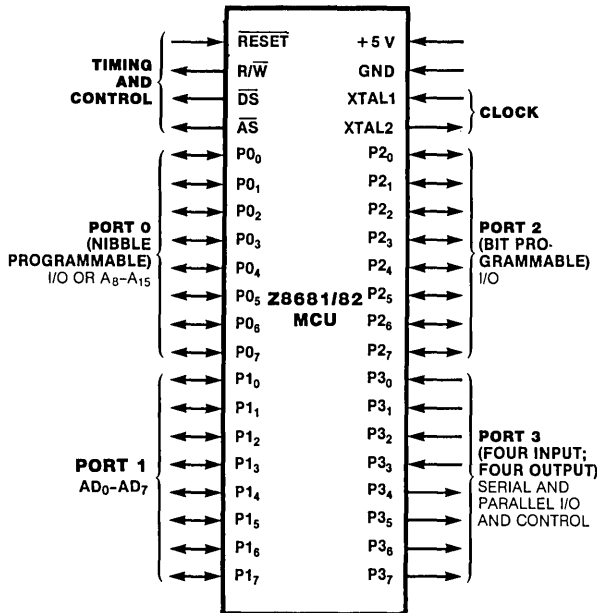 TIMING
AND
CONTROL
PORT 0
(NIBBLE
PROGRAMMABLE)
I/O OR A₈–A₁₅
PORT 1
AD₀–AD₇
R̅E̅S̅E̅T̅
R/W̅
D̅S̅
A̅S̅
P0₀
P0₁
P0₂
P0₃
P0₄
P0₅
P0₆
P0₇
P1₀
P1₁
P1₂
P1₃
P1₄
P1₅
P1₆
P1₇
Z8681/82
MCU
+5 V
GND
XTAL1
XTAL2
P2₀
P2₁
P2₂
P2₃
P2₄
P2₅
P2₆
P2₇
P3₀
P3₁
P3₂
P3₃
P3₄
P3₅
P3₆
P3₇
CLOCK
PORT 2
(BIT PRO-
GRAMMABLE)
I/O
PORT 3
(FOUR INPUT;
FOUR OUTPUT)
SERIAL AND
PARALLEL I/O
AND CONTROL